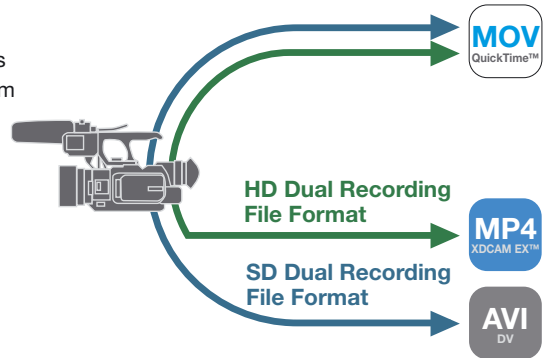 MOV
QuickTime™
s
m
HD Dual Recording
File Format
MP4
XDCAM EX™
SD Dual Recording
File Format
AVI
DV